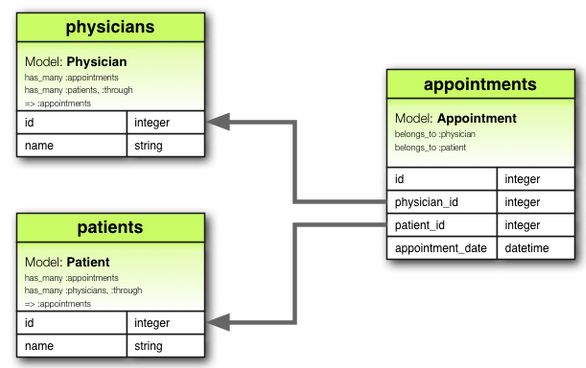 physicians
Model: Physician
has_many :appointments
has_many :patients, :through
=> :appointments
id integer
name string
appointments
Model: Appointment
belongs_to :physician
belongs_to :patient
id integer
physician_id integer
patient_id integer
appointment_date datetime
patients
Model: Patient
has_many :appointments
has_many :physicians, :through
=> :appointments
id integer
name string